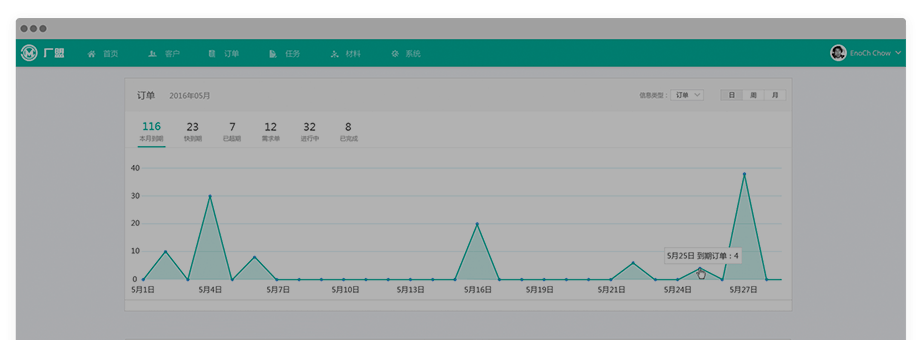 厂盟 首页 客户 订单 任务 材料 系统 EnoCh Chow
订单 2016年05月 信息类型： 订单 日 周 月
116 23 7 12 32 8
本月到期 快到期 已超期 需求单 进行中 已完成
40
30
20
5月25日 到期订单：4
10
0
5月1日 5月4日 5月7日 5月10日 5月13日 5月16日 5月19日 5月21日 5月24日 5月27日